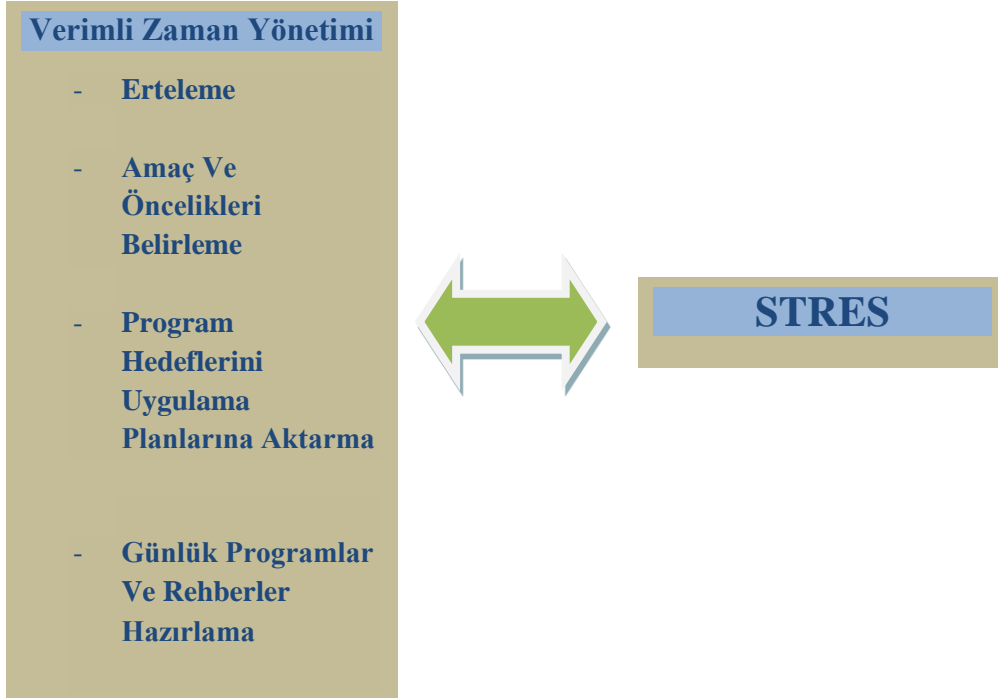 Verimli Zaman Yönetimi
- Erteleme
- Amaç Ve
Öncelikleri
Belirleme
- Program
Hedeflerini
Uygulama
Planlarına Aktarma
- Günlük Programlar
Ve Rehberler
Hazırlama
STRES